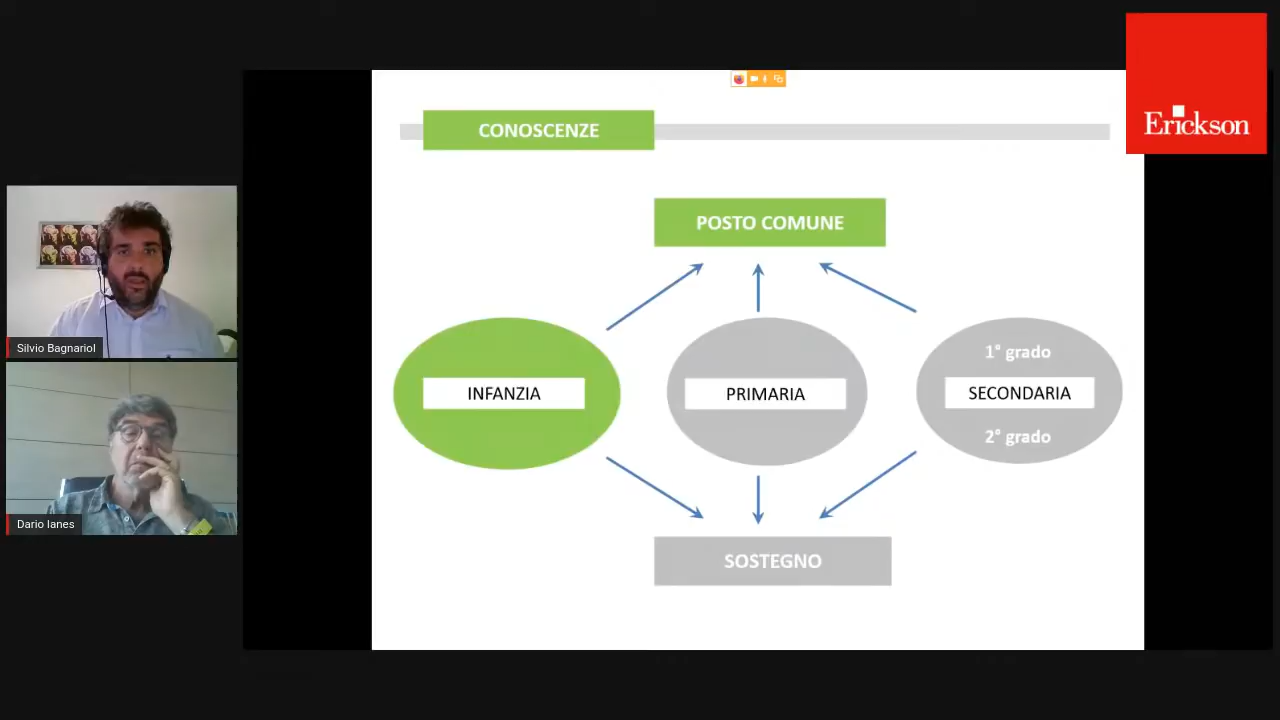 Erickson
CONOSCENZE
POSTO COMUNE
INFANZIA
PRIMARIA
1° grado
SECONDARIA
2° grado
SOSTEGNO
Silvio Bagnariol
Dario Ianes